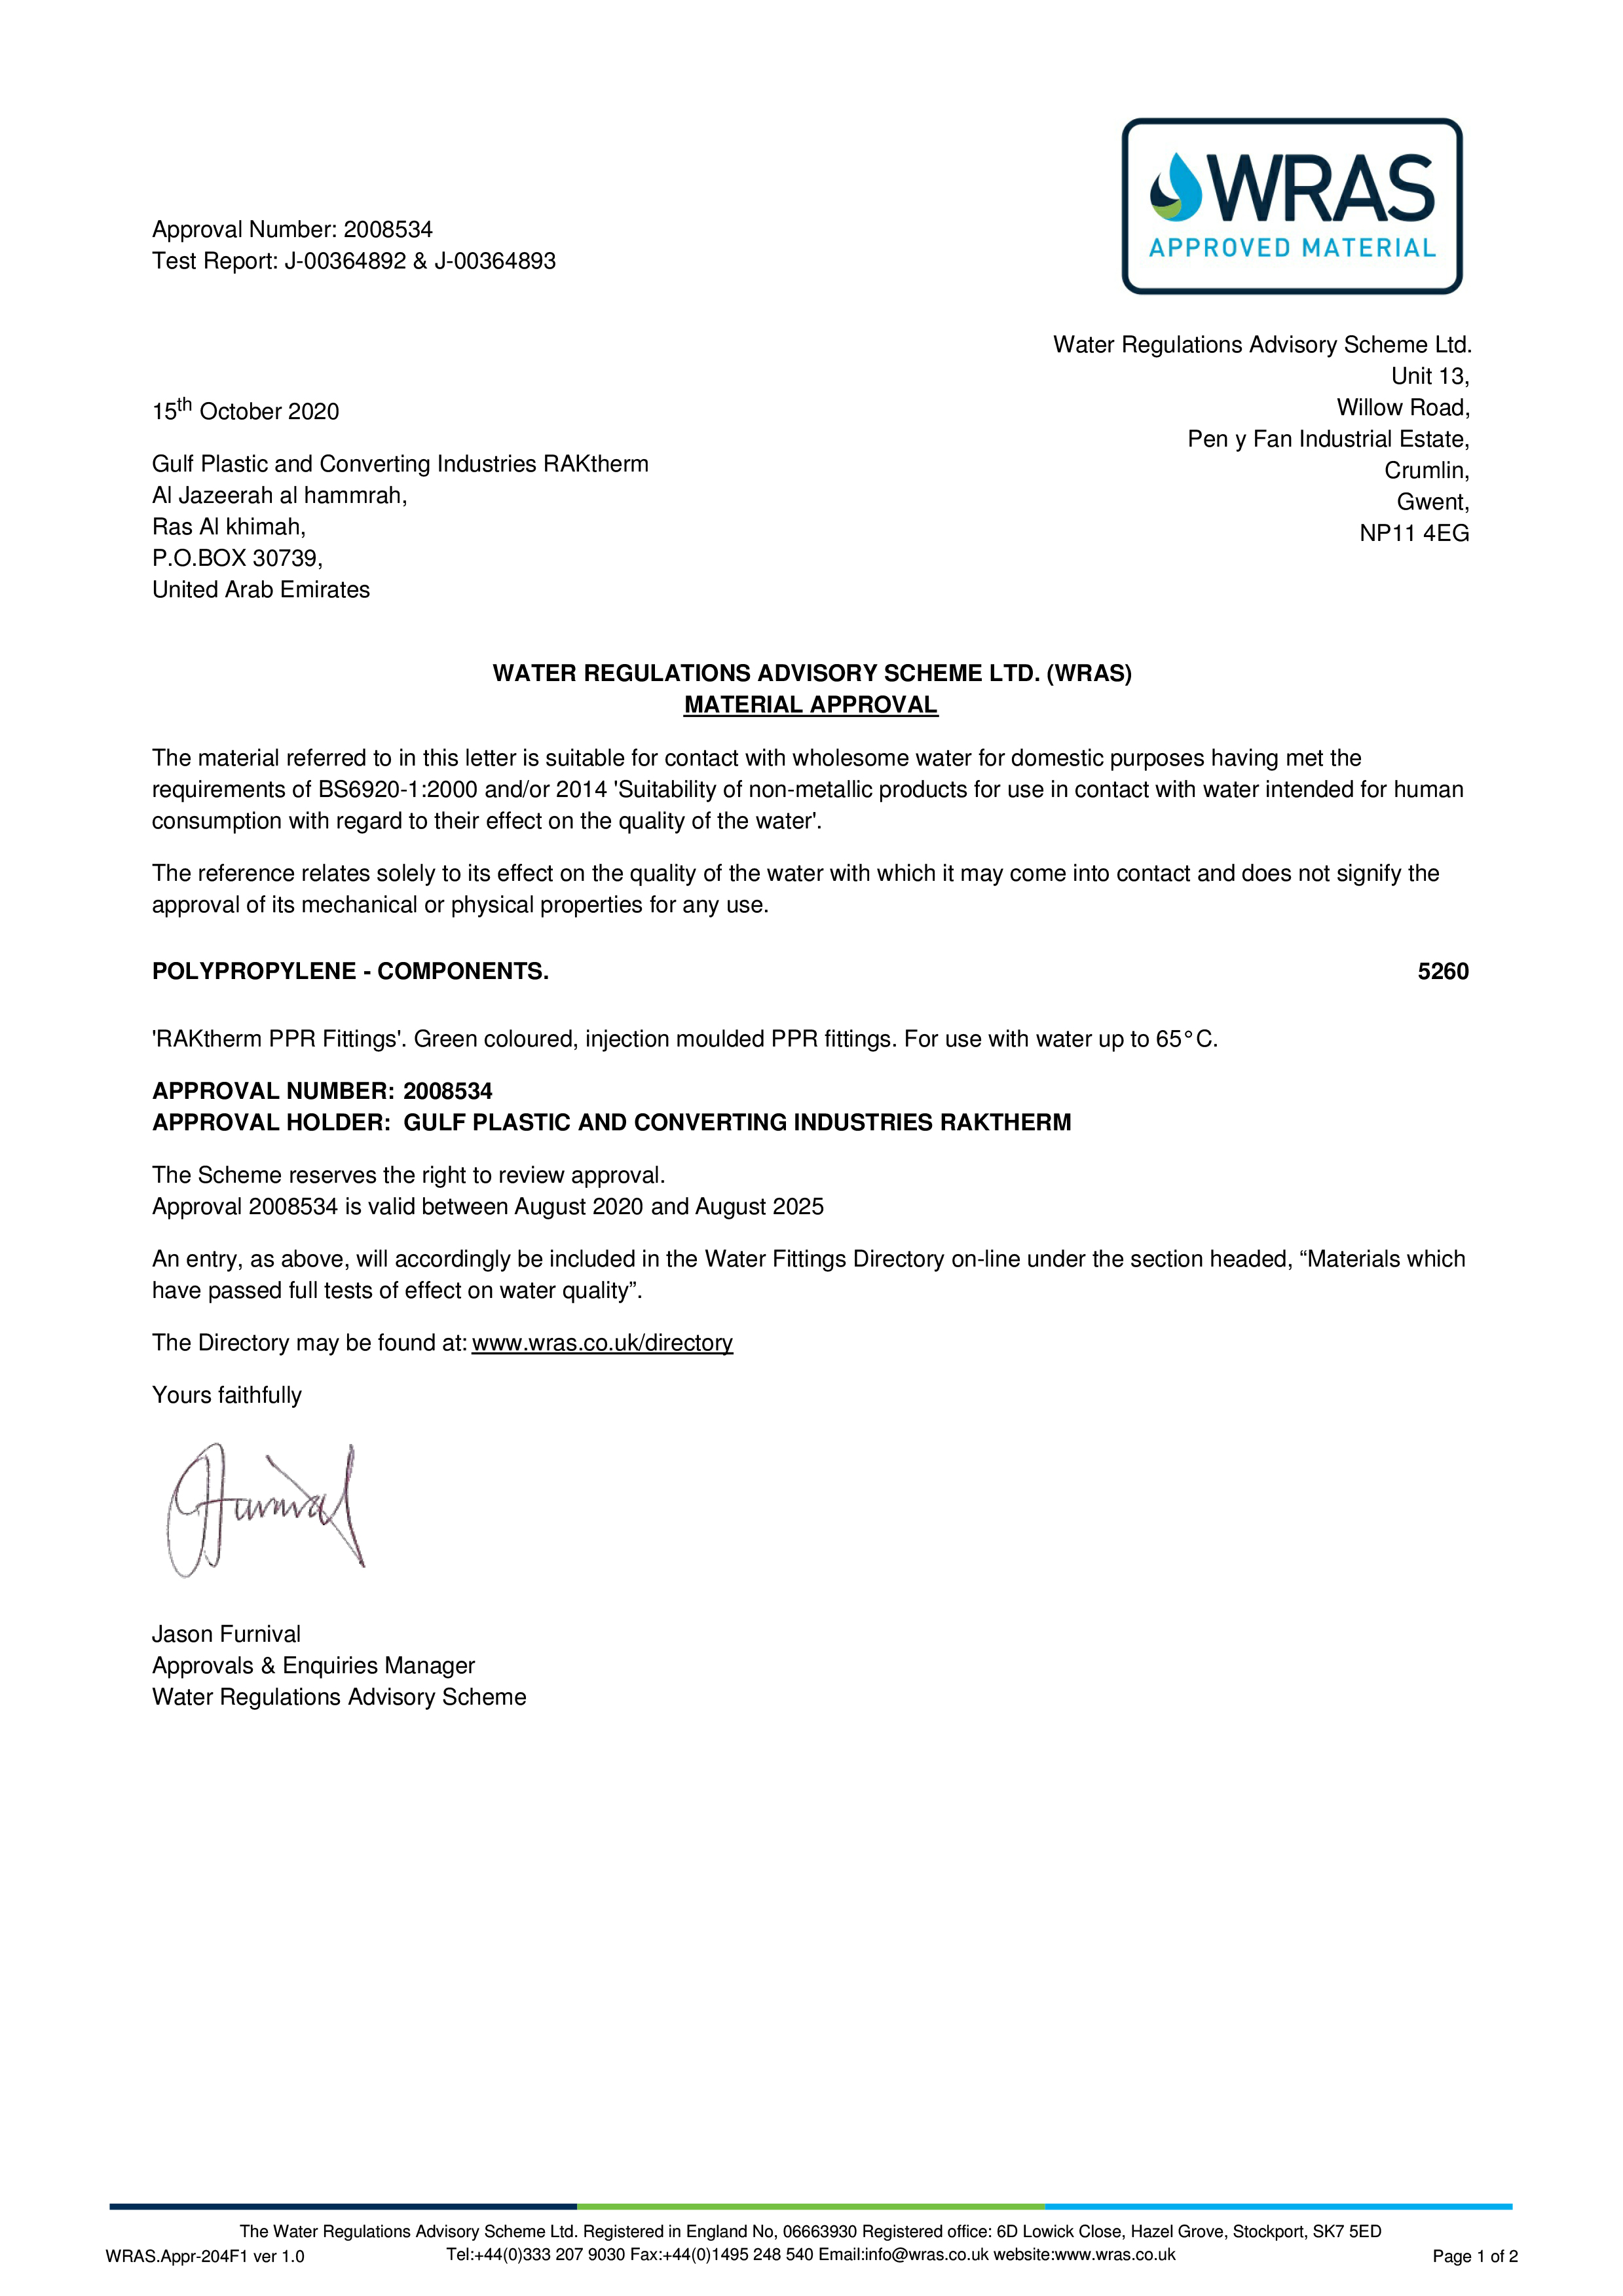 WRAS
APPROVED MATERIAL
Approval Number: 2008534
Test Report: J-00364892 & J-00364893
Water Regulations Advisory Scheme Ltd.
Unit 13,
Willow Road,
Pen y Fan Industrial Estate,
Crumlin,
Gwent,
NP11 4EG
15th October 2020
Gulf Plastic and Converting Industries RAKtherm
Al Jazeerah al hammrah,
Ras Al khimah,
P.O.BOX 30739,
United Arab Emirates
WATER REGULATIONS ADVISORY SCHEME LTD. (WRAS)
MATERIAL APPROVAL
The material referred to in this letter is suitable for contact with wholesome water for domestic purposes having met the
requirements of BS6920-1:2000 and/or 2014 'Suitability of non-metallic products for use in contact with water intended for human
consumption with regard to their effect on the quality of the water'.
The reference relates solely to its effect on the quality of the water with which it may come into contact and does not signify the
approval of its mechanical or physical properties for any use.
POLYPROPYLENE - COMPONENTS. 5260
'RAKtherm PPR Fittings'. Green coloured, injection moulded PPR fittings. For use with water up to 65°C.
APPROVAL NUMBER: 2008534
APPROVAL HOLDER: GULF PLASTIC AND CONVERTING INDUSTRIES RAKTHERM
The Scheme reserves the right to review approval.
Approval 2008534 is valid between August 2020 and August 2025
An entry, as above, will accordingly be included in the Water Fittings Directory on-line under the section headed, “Materials which
have passed full tests of effect on water quality”.
The Directory may be found at: www.wras.co.uk/directory
Yours faithfully
JFurnival
Jason Furnival
Approvals & Enquiries Manager
Water Regulations Advisory Scheme
The Water Regulations Advisory Scheme Ltd. Registered in England No, 06663930 Registered office: 6D Lowick Close, Hazel Grove, Stockport, SK7 5ED
WRAS.Appr-204F1 ver 1.0 Tel:+44(0)333 207 9030 Fax:+44(0)1495 248 540 Email:info@wras.co.uk website:www.wras.co.uk Page 1 of 2